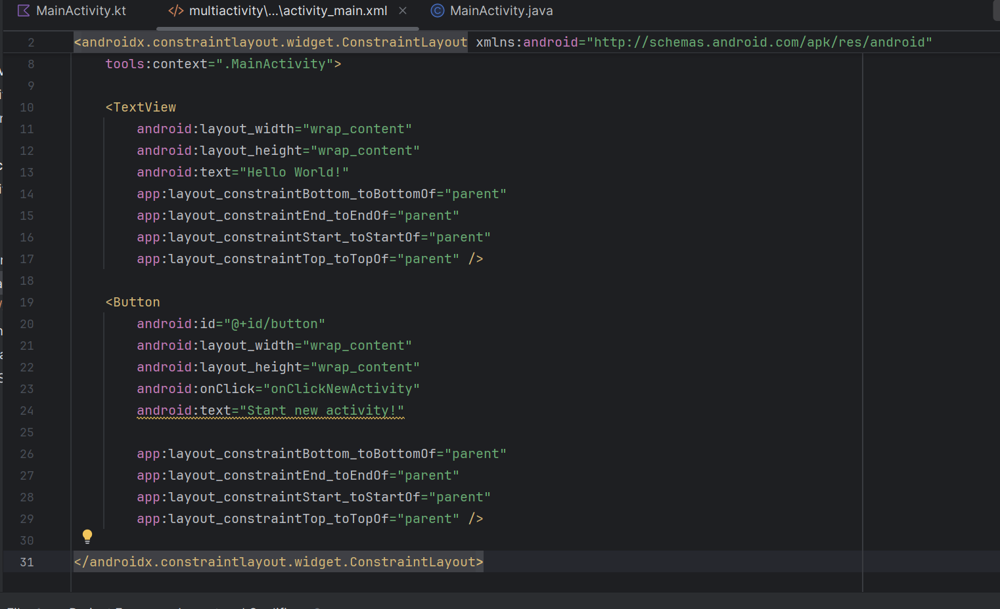 MainActivity.kt
</> multiactivity\...\activity_main.xml ×
MainActivity.java
2 <androidx.constraintlayout.widget.ConstraintLayout xmlns:android="http://schemas.android.com/apk/res/android"
8     tools:context=".MainActivity">
9
10     <TextView
11         android:layout_width="wrap_content"
12         android:layout_height="wrap_content"
13         android:text="Hello World!"
14         app:layout_constraintBottom_toBottomOf="parent"
15         app:layout_constraintEnd_toEndOf="parent"
16         app:layout_constraintStart_toStartOf="parent"
17         app:layout_constraintTop_toTopOf="parent" />
18
19     <Button
20         android:id="@+id/button"
21         android:layout_width="wrap_content"
22         android:layout_height="wrap_content"
23         android:onClick="onClickNewActivity"
24         android:text="Start new activity!"
25
26         app:layout_constraintBottom_toBottomOf="parent"
27         app:layout_constraintEnd_toEndOf="parent"
28         app:layout_constraintStart_toStartOf="parent"
29         app:layout_constraintTop_toTopOf="parent" />
30
31 </androidx.constraintlayout.widget.ConstraintLayout>